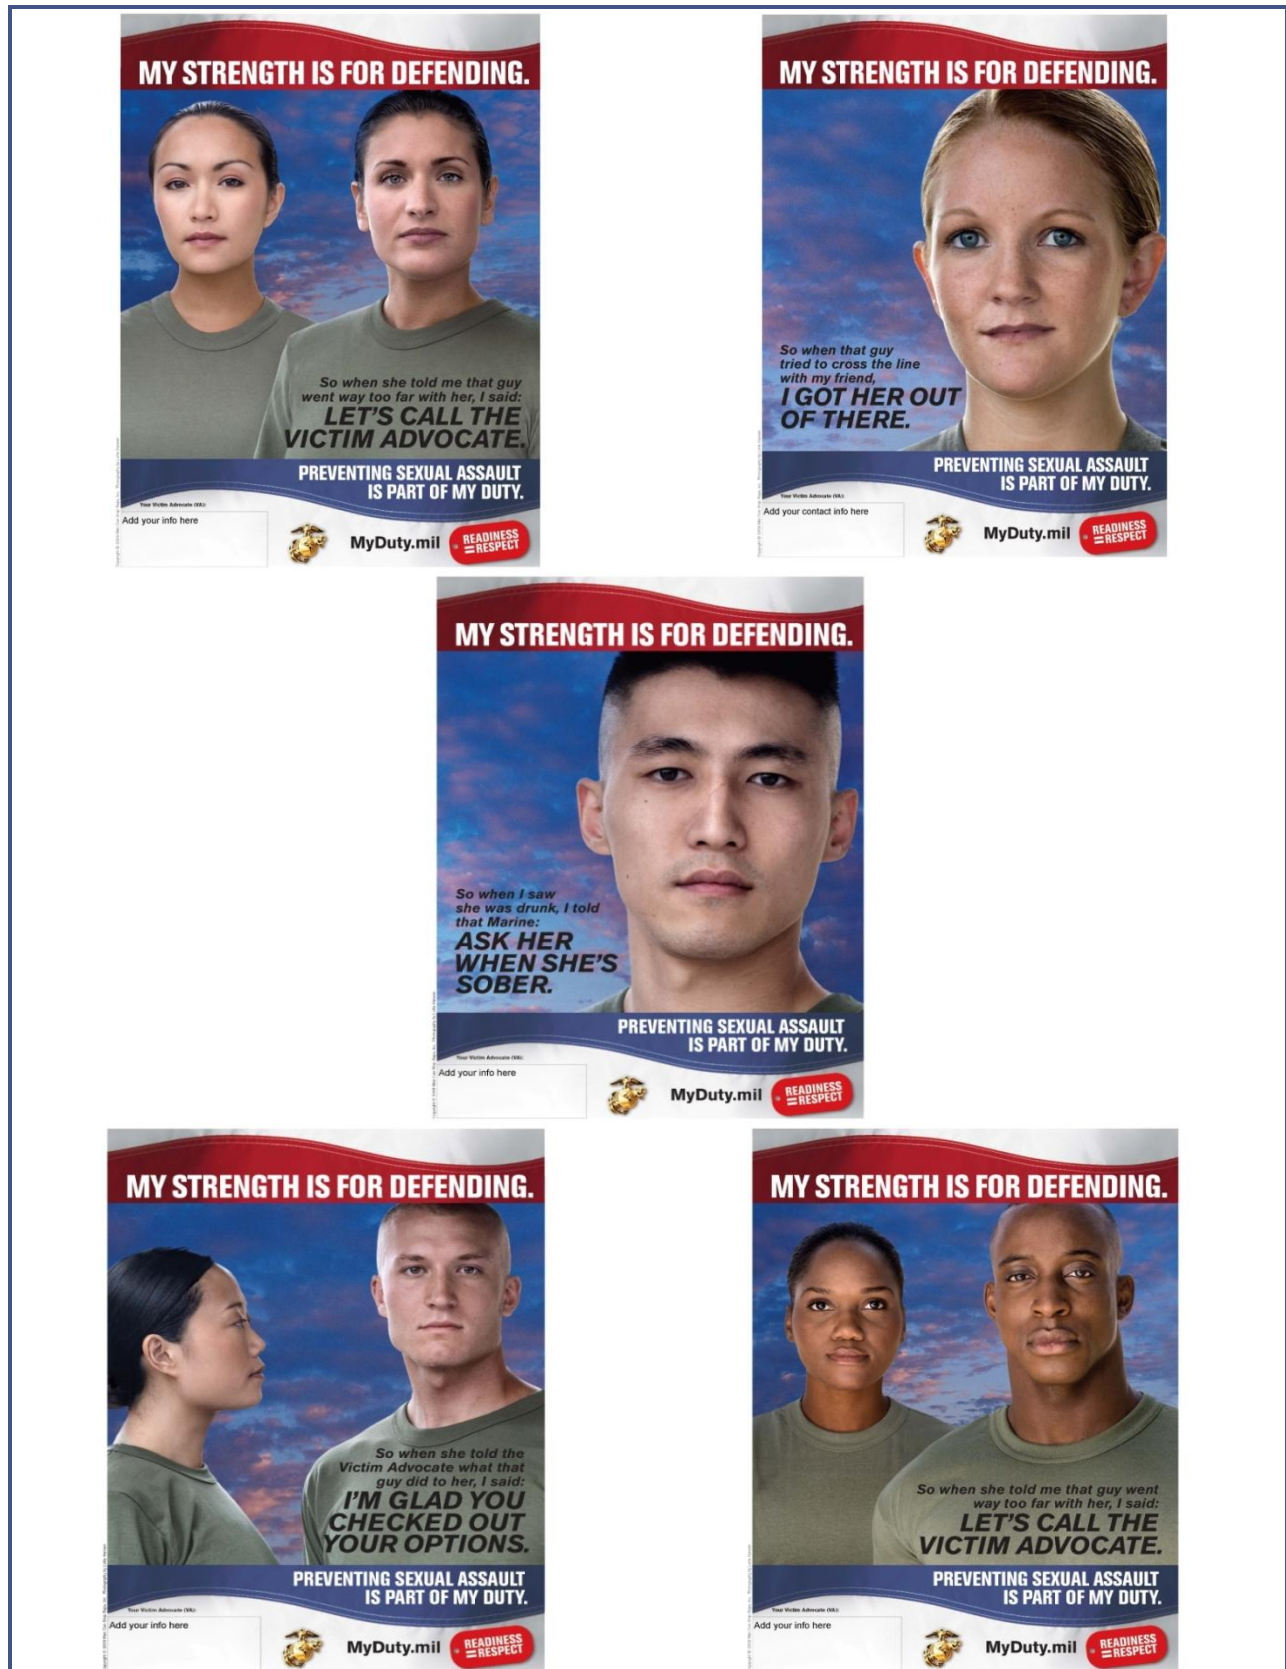 MY STRENGTH IS FOR DEFENDING.
So when she told me that guy
went way too far with her, I said:
LET'S CALL THE
VICTIM ADVOCATE.
PREVENTING SEXUAL ASSAULT
IS PART OF MY DUTY.
Your Victim Advocate (VA):
Add your info here
MyDuty.mil
READINESS
=RESPECT
MY STRENGTH IS FOR DEFENDING.
So when that guy
tried to cross the line
with my friend,
I GOT HER OUT
OF THERE.
PREVENTING SEXUAL ASSAULT
IS PART OF MY DUTY.
Your Victim Advocate (VA):
Add your contact info here
MyDuty.mil
READINESS
=RESPECT
MY STRENGTH IS FOR DEFENDING.
So when I saw
she was drunk, I told
that Marine:
ASK HER
WHEN SHE'S
SOBER.
PREVENTING SEXUAL ASSAULT
IS PART OF MY DUTY.
Your Victim Advocate (VA):
Add your info here
MyDuty.mil
READINESS
=RESPECT
MY STRENGTH IS FOR DEFENDING.
So when she told the
Victim Advocate what that
guy did to her, I said:
I'M GLAD YOU
CHECKED OUT
YOUR OPTIONS.
PREVENTING SEXUAL ASSAULT
IS PART OF MY DUTY.
Your Victim Advocate (VA):
Add your info here
MyDuty.mil
READINESS
=RESPECT
MY STRENGTH IS FOR DEFENDING.
So when she told me that guy went
way too far with her, I said:
LET'S CALL THE
VICTIM ADVOCATE.
PREVENTING SEXUAL ASSAULT
IS PART OF MY DUTY.
Your Victim Advocate (VA):
Add your info here
MyDuty.mil
READINESS
=RESPECT